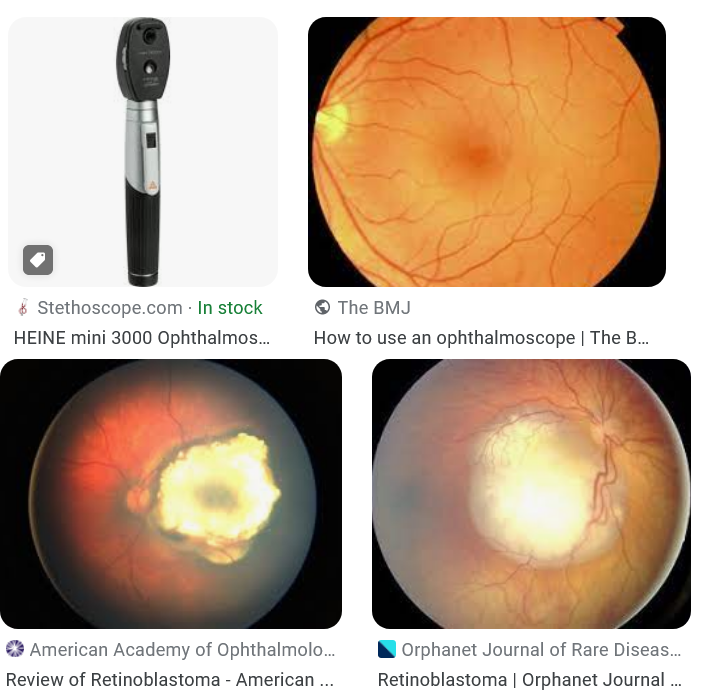 Stethoscope.com · In stock
HEINE mini 3000 Ophthalmos...
The BMJ
How to use an ophthalmoscope | The B...
American Academy of Ophthalmolo...
Review of Retinoblastoma - American ...
Orphanet Journal of Rare Diseas...
Retinoblastoma | Orphanet Journal ...